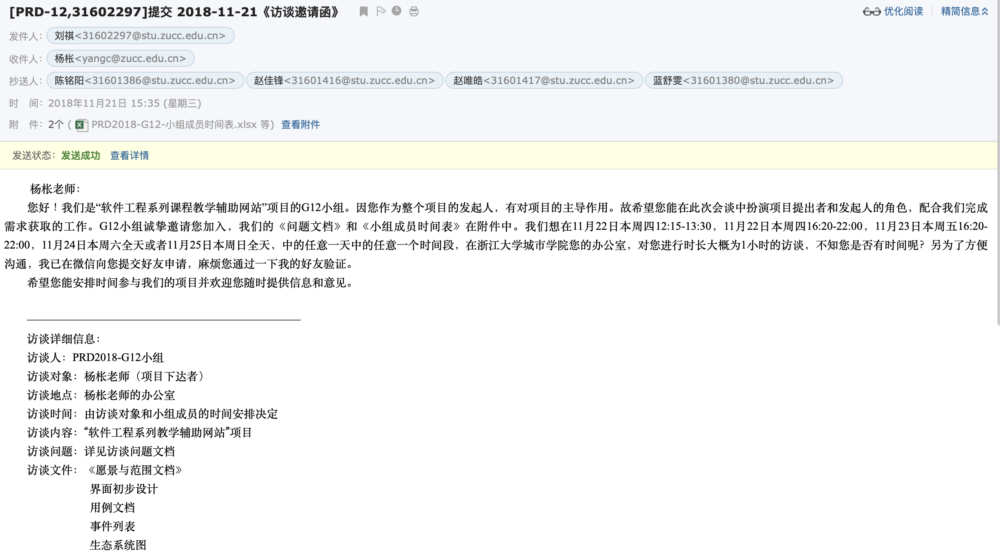 [PRD-12,31602297]提交 2018-11-21《访谈邀请函》
优化阅读 | 精简信息
发件人：刘祺<31602297@stu.zucc.edu.cn>
收件人：杨枨<yangc@zucc.edu.cn>
抄送人：陈铭阳<31601386@stu.zucc.edu.cn> 赵佳锋<31601416@stu.zucc.edu.cn> 赵唯皓<31601417@stu.zucc.edu.cn> 蓝舒雯<31601380@stu.zucc.edu.cn>
时 间：2018年11月21日 15:35 (星期三)
附 件：2个 ( PRD2018-G12-小组成员时间表.xlsx 等) 查看附件
发送状态：发送成功 查看详情
杨枨老师：
您好！我们是“软件工程系列课程教学辅助网站”项目的G12小组。因您作为整个项目的发起人，有对项目的主导作用。故希望您能在此次会谈中扮演项目提出者和发起人的角色，配合我们完成
需求获取的工作。G12小组诚挚邀请您加入，我们的《问题文档》和《小组成员时间表》在附件中。我们想在11月22日本周四12:15-13:30，11月22日本周四16:20-22:00，11月23日本周五16:20-
22:00，11月24日本周六全天或者11月25日本周日全天，中的任意一天中的任意一个时间段，在浙江大学城市学院您的办公室，对您进行时长大概为1小时的访谈，不知您是否有时间呢？另为了方便
沟通，我已在微信向您提交好友申请，麻烦您通过一下我的好友验证。
希望您能安排时间参与我们的项目并欢迎您随时提供信息和意见。
访谈详细信息：
访谈人：PRD2018-G12小组
访谈对象：杨枨老师（项目下达者）
访谈地点：杨枨老师的办公室
访谈时间：由访谈对象和小组成员的时间安排决定
访谈内容：“软件工程系列教学辅助网站”项目
访谈问题：详见访谈问题文档
访谈文件：《愿景与范围文档》
界面初步设计
用例文档
事件列表
生态系统图